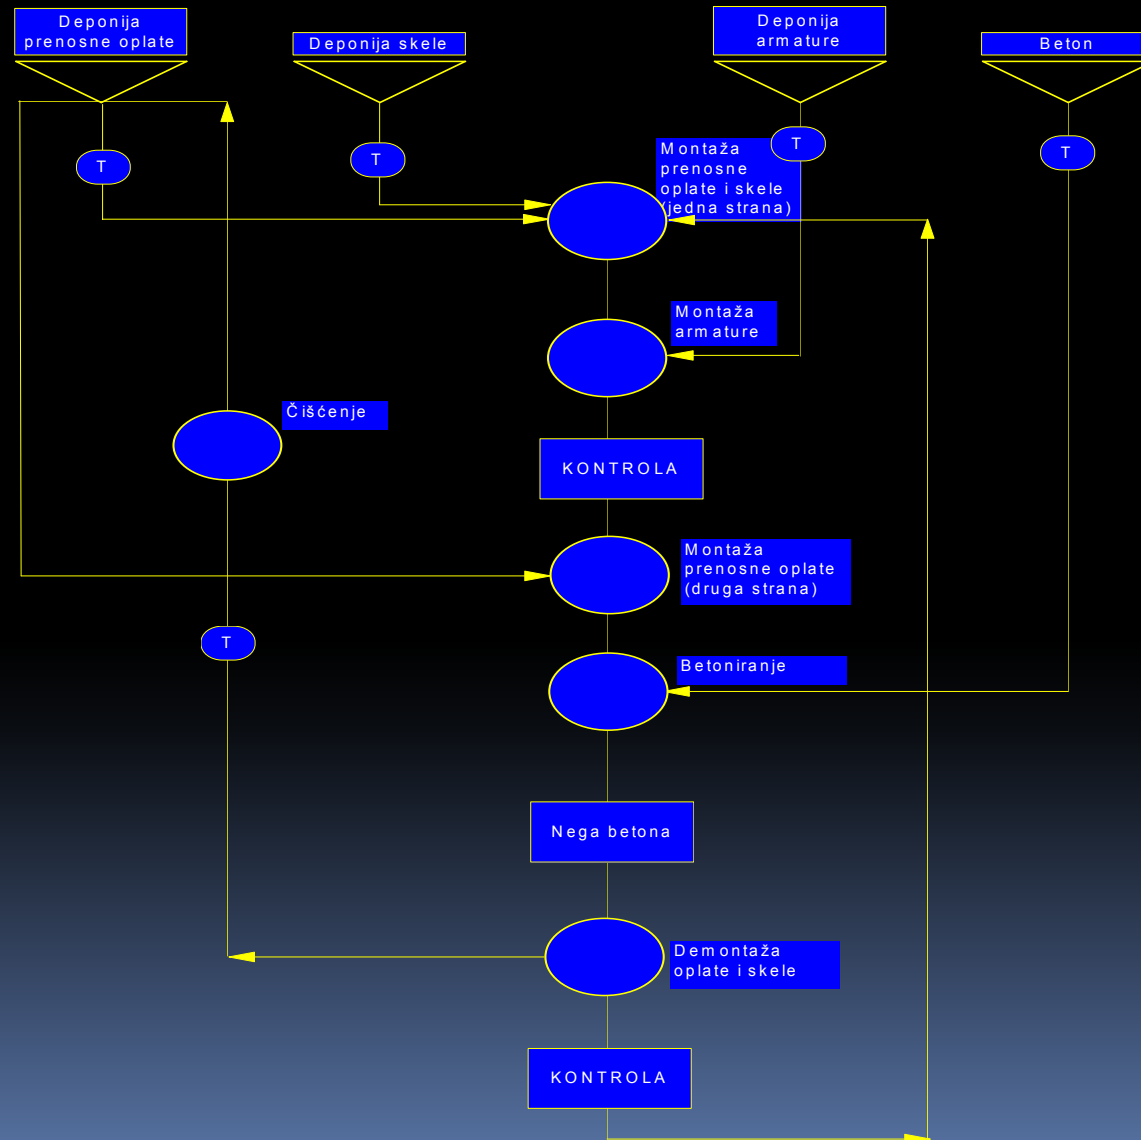 Deponija
prenosne oplate
Deponija skele
Deponija
armature
Beton
T
T
T
T
Montaža
prenosne
oplate i skele
(jedna strana)
Montaža
armature
Čišćenje
KONTROLA
Montaža
prenosne oplate
(druga strana)
T
Betoniranje
Nega betona
Demontaža
oplate i skele
KONTROLA